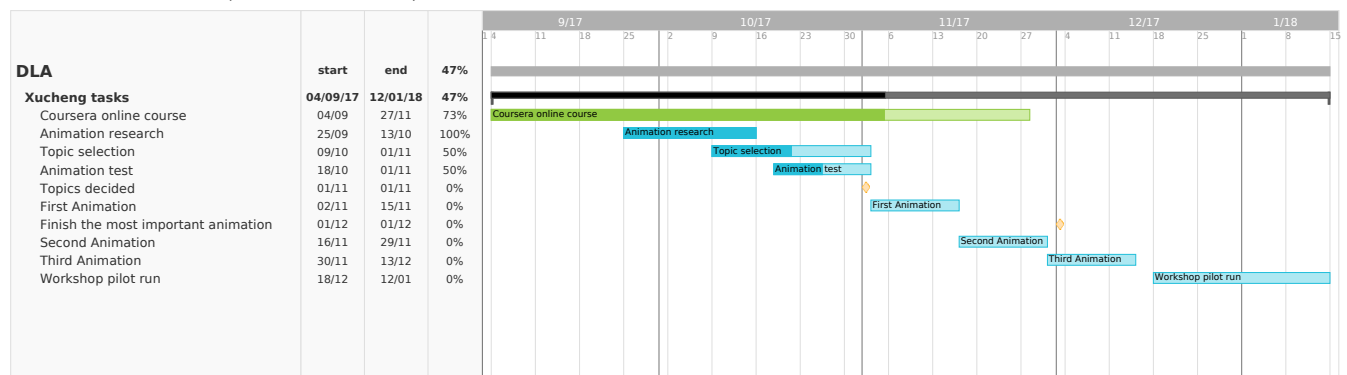 9/17 10/17 11/17 12/17 1/18
1 4 11 18 25 2 9 16 23 30 6 13 20 27 4 11 18 25 1 8 15
DLA start end 47%
Xucheng tasks 04/09/17 12/01/18 47%
Coursera online course 04/09 27/11 73% Coursera online course
Animation research 25/09 13/10 100% Animation research
Topic selection 09/10 01/11 50% Topic selection
Animation test 18/10 01/11 50% Animation test
Topics decided 01/11 01/11 0%
First Animation 02/11 15/11 0% First Animation
Finish the most important animation 01/12 01/12 0%
Second Animation 16/11 29/11 0% Second Animation
Third Animation 30/11 13/12 0% Third Animation
Workshop pilot run 18/12 12/01 0% Workshop pilot run